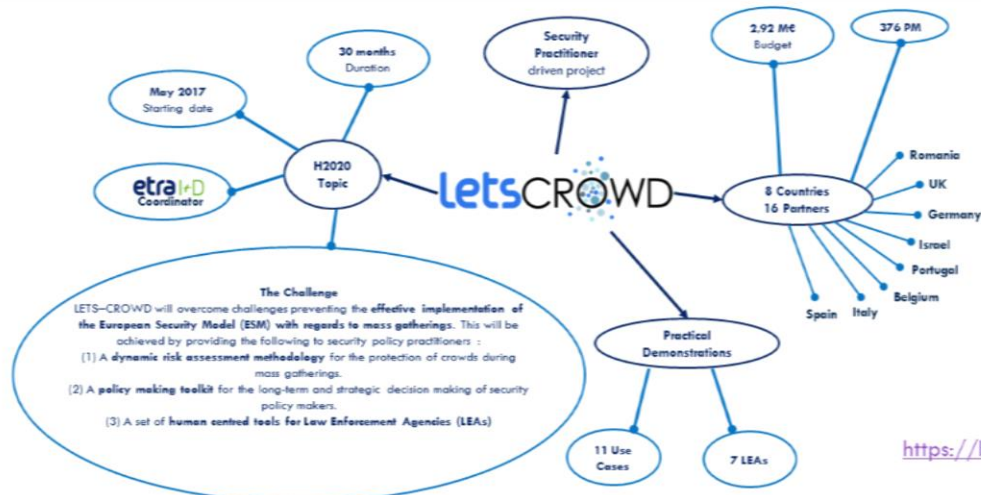 30 months
Duration
May 2017
Starting date
etra I+D
Coordinator
H2020
Topic
Security
Practitioner
driven project
LetsCROWD
2,92 M€
Budget
376 PM
8 Countries
16 Partners
Romania
UK
Germany
Israel
Portugal
Belgium
Italy
Spain
The Challenge
LETS–CROWD will overcome challenges preventing the effective implementation of
the European Security Model (ESM) with regards to mass gatherings. This will be
achieved by providing the following to security policy practitioners :
(1) A dynamic risk assessment methodology for the protection of crowds during
mass gatherings.
(2) A policy making toolkit for the long-term and strategic decision making of security
policy makers.
(3) A set of human centred tools for Law Enforcement Agencies (LEAs)
Practical
Demonstrations
11 Use
Cases
7 LEAs
https://